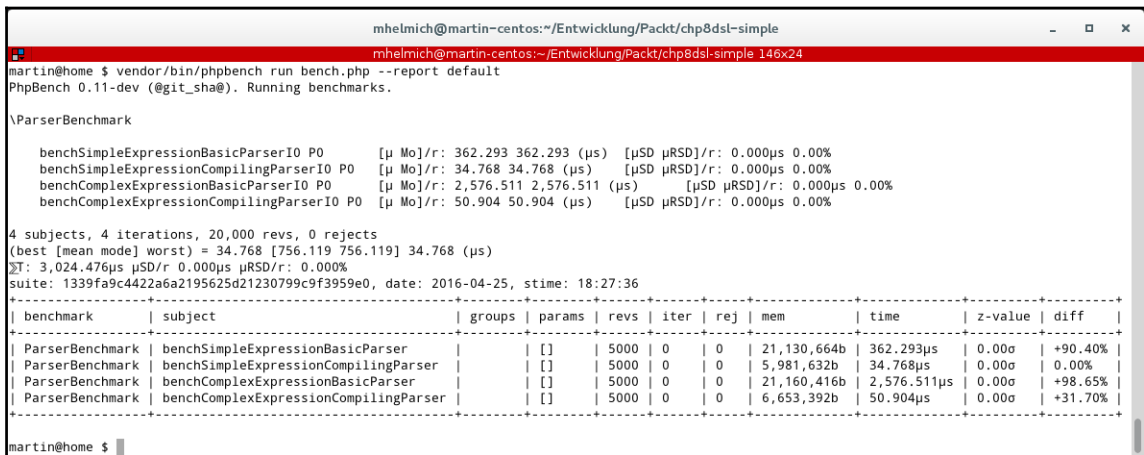 mhelmich@martin-centos:~/Entwicklung/Packt/chp8dsl-simple
mhelmich@martin-centos:~/Entwicklung/Packt/chp8dsl-simple 146x24
martin@home $ vendor/bin/phpbench run bench.php --report default
PhpBench 0.11-dev (@git_sha@). Running benchmarks.

\ParserBenchmark

    benchSimpleExpressionBasicParserI0 P0      [μ Mo]/r: 362.293 362.293 (μs)  [μSD μRSD]/r: 0.000μs 0.00%
    benchSimpleExpressionCompilingParserI0 P0  [μ Mo]/r: 34.768 34.768 (μs)    [μSD μRSD]/r: 0.000μs 0.00%
    benchComplexExpressionBasicParserI0 P0     [μ Mo]/r: 2,576.511 2,576.511 (μs)      [μSD μRSD]/r: 0.000μs 0.00%
    benchComplexExpressionCompilingParserI0 P0 [μ Mo]/r: 50.904 50.904 (μs)    [μSD μRSD]/r: 0.000μs 0.00%

4 subjects, 4 iterations, 20,000 revs, 0 rejects
(best [mean mode] worst) = 34.768 [756.119 756.119] 34.768 (μs)
⅀T: 3,024.476μs μSD/r 0.000μs μRSD/r: 0.000%
suite: 1339fa9c4422a6a2195625d21230799c9f3959e0, date: 2016-04-25, stime: 18:27:36
| benchmark | subject | groups | params | revs | iter | rej | mem | time | z-value | diff |
| ParserBenchmark | benchSimpleExpressionBasicParser | | [] | 5000 | 0 | 0 | 21,130,664b | 362.293μs | 0.00σ | +90.40% |
| ParserBenchmark | benchSimpleExpressionCompilingParser | | [] | 5000 | 0 | 0 | 5,981,632b | 34.768μs | 0.00σ | 0.00% |
| ParserBenchmark | benchComplexExpressionBasicParser | | [] | 5000 | 0 | 0 | 21,160,416b | 2,576.511μs | 0.00σ | +98.65% |
| ParserBenchmark | benchComplexExpressionCompilingParser | | [] | 5000 | 0 | 0 | 6,653,392b | 50.904μs | 0.00σ | +31.70% |

martin@home $